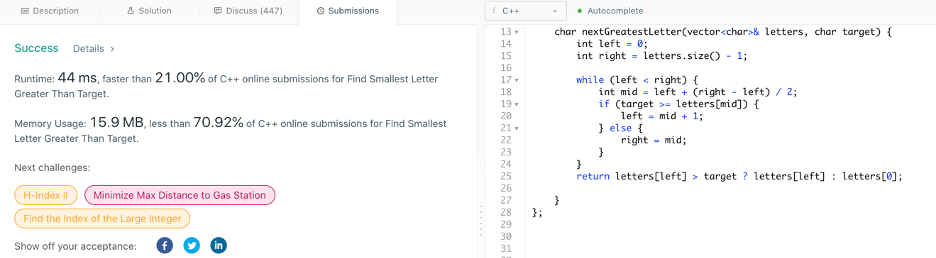 Description
Solution
Discuss (447)
Submissions
Success Details >
Runtime: 44 ms, faster than 21.00% of C++ online submissions for Find Smallest Letter
Greater Than Target.
Memory Usage: 15.9 MB, less than 70.92% of C++ online submissions for Find Smallest
Letter Greater Than Target.
Next challenges:
H-Index II
Minimize Max Distance to Gas Station
Find the Index of the Large Integer
Show off your acceptance:
f
in
i C++
Autocomplete
13 char nextGreatestLetter(vector<char>& letters, char target) {
14 int left = 0;
15 int right = letters.size() - 1;
16
17 while (left < right) {
18 int mid = left + (right - left) / 2;
19 if (target >= letters[mid]) {
20 left = mid + 1;
21 } else {
22 right = mid;
23 }
24 }
25 return letters[left] > target ? letters[left] : letters[0];
26
27 }
28 };
29
30
31